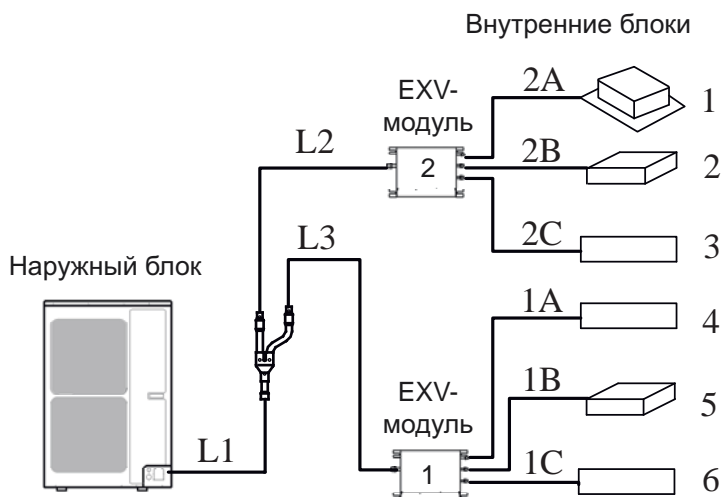 Внутренние блоки
EXV-
модуль
2A
1
L2
2
2B
2
2C
3
L3
Наружный блок
1A
4
EXV-
модуль
1B
5
L1
1
1C
6